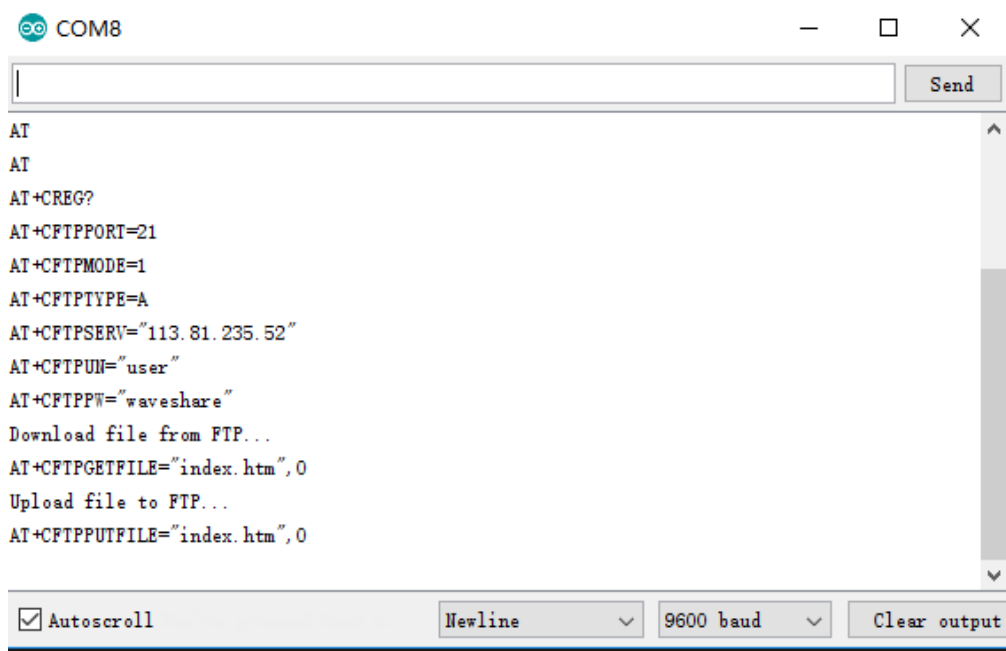 COM8
Send
AT
AT
AT+CREG?
AT+CFTPPORT=21
AT+CFTPMODE=1
AT+CFTPTYPE=A
AT+CFTPSERV="113.81.235.52"
AT+CFTPUN="user"
AT+CFTPPW="waveshare"
Download file from FTP...
AT+CFTPGETFILE="index.htm",0
Upload file to FTP...
AT+CFTPPUTFILE="index.htm",0
Autoscroll Newline 9600 baud Clear output